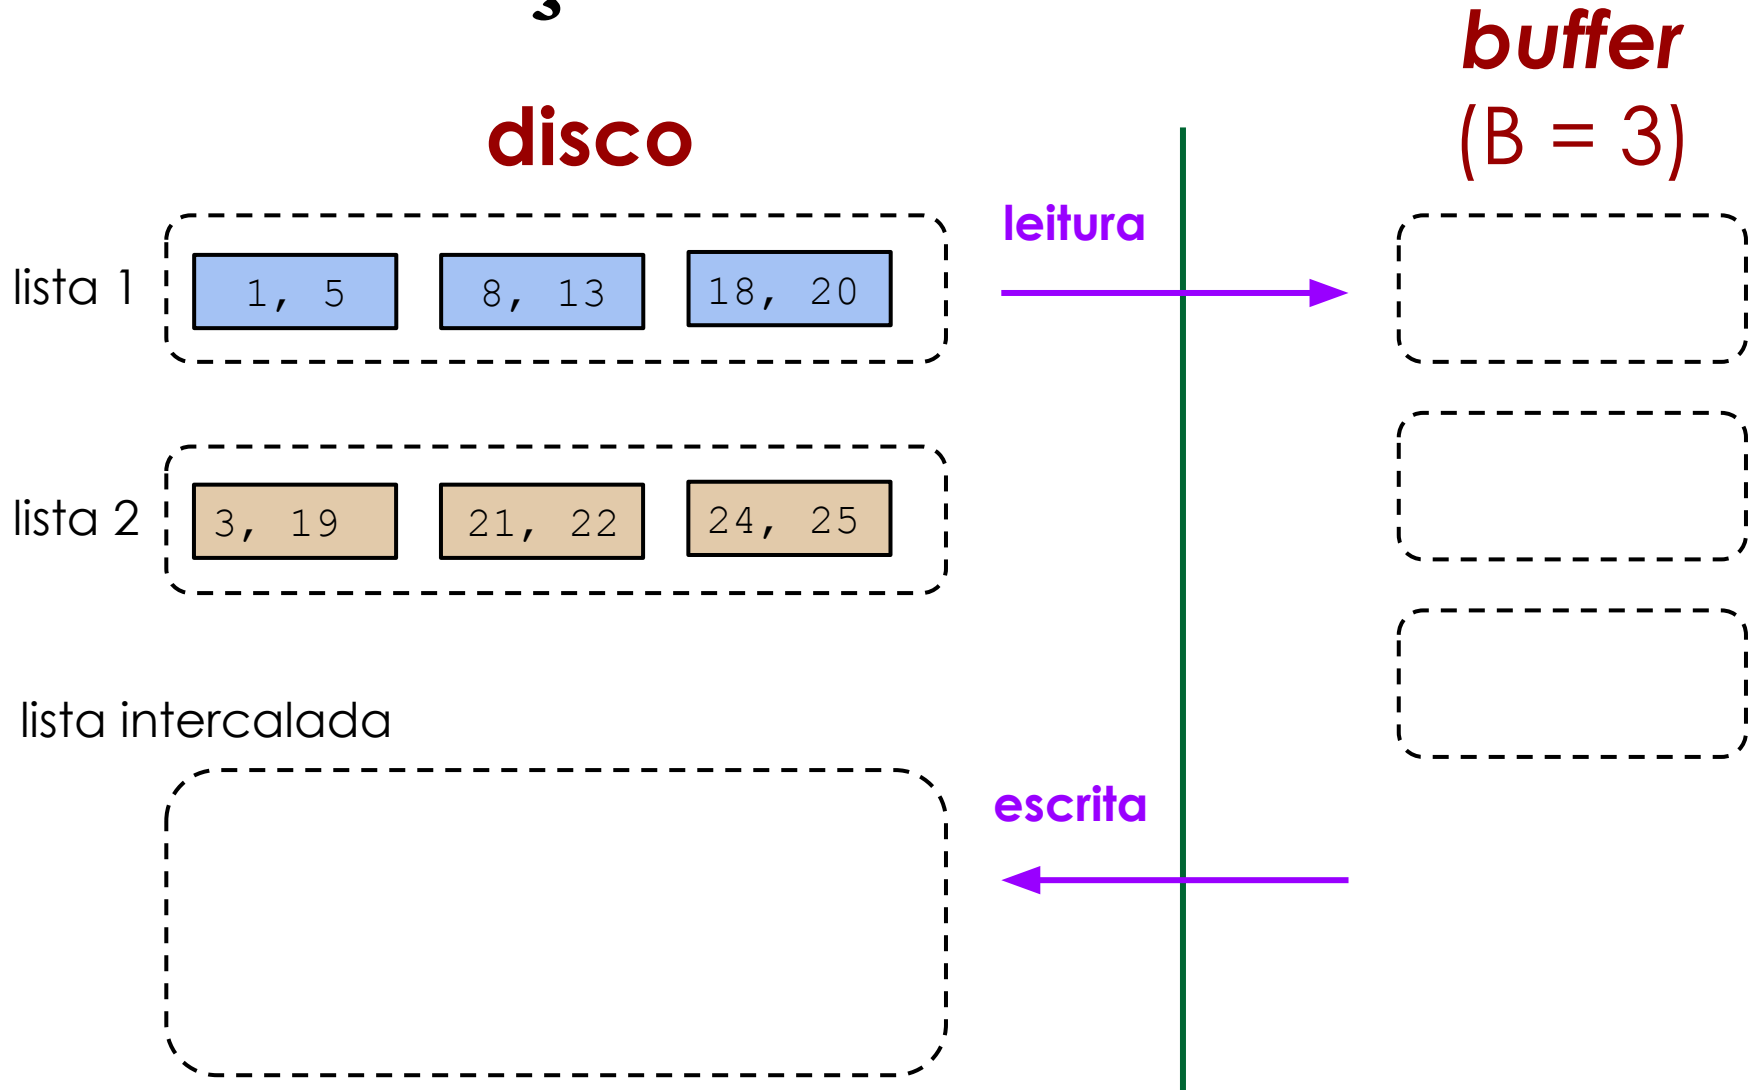 buffer
(B = 3)
disco
leitura
lista 1
1, 5
8, 13
18, 20
lista 2
3, 19
21, 22
24, 25
lista intercalada
escrita